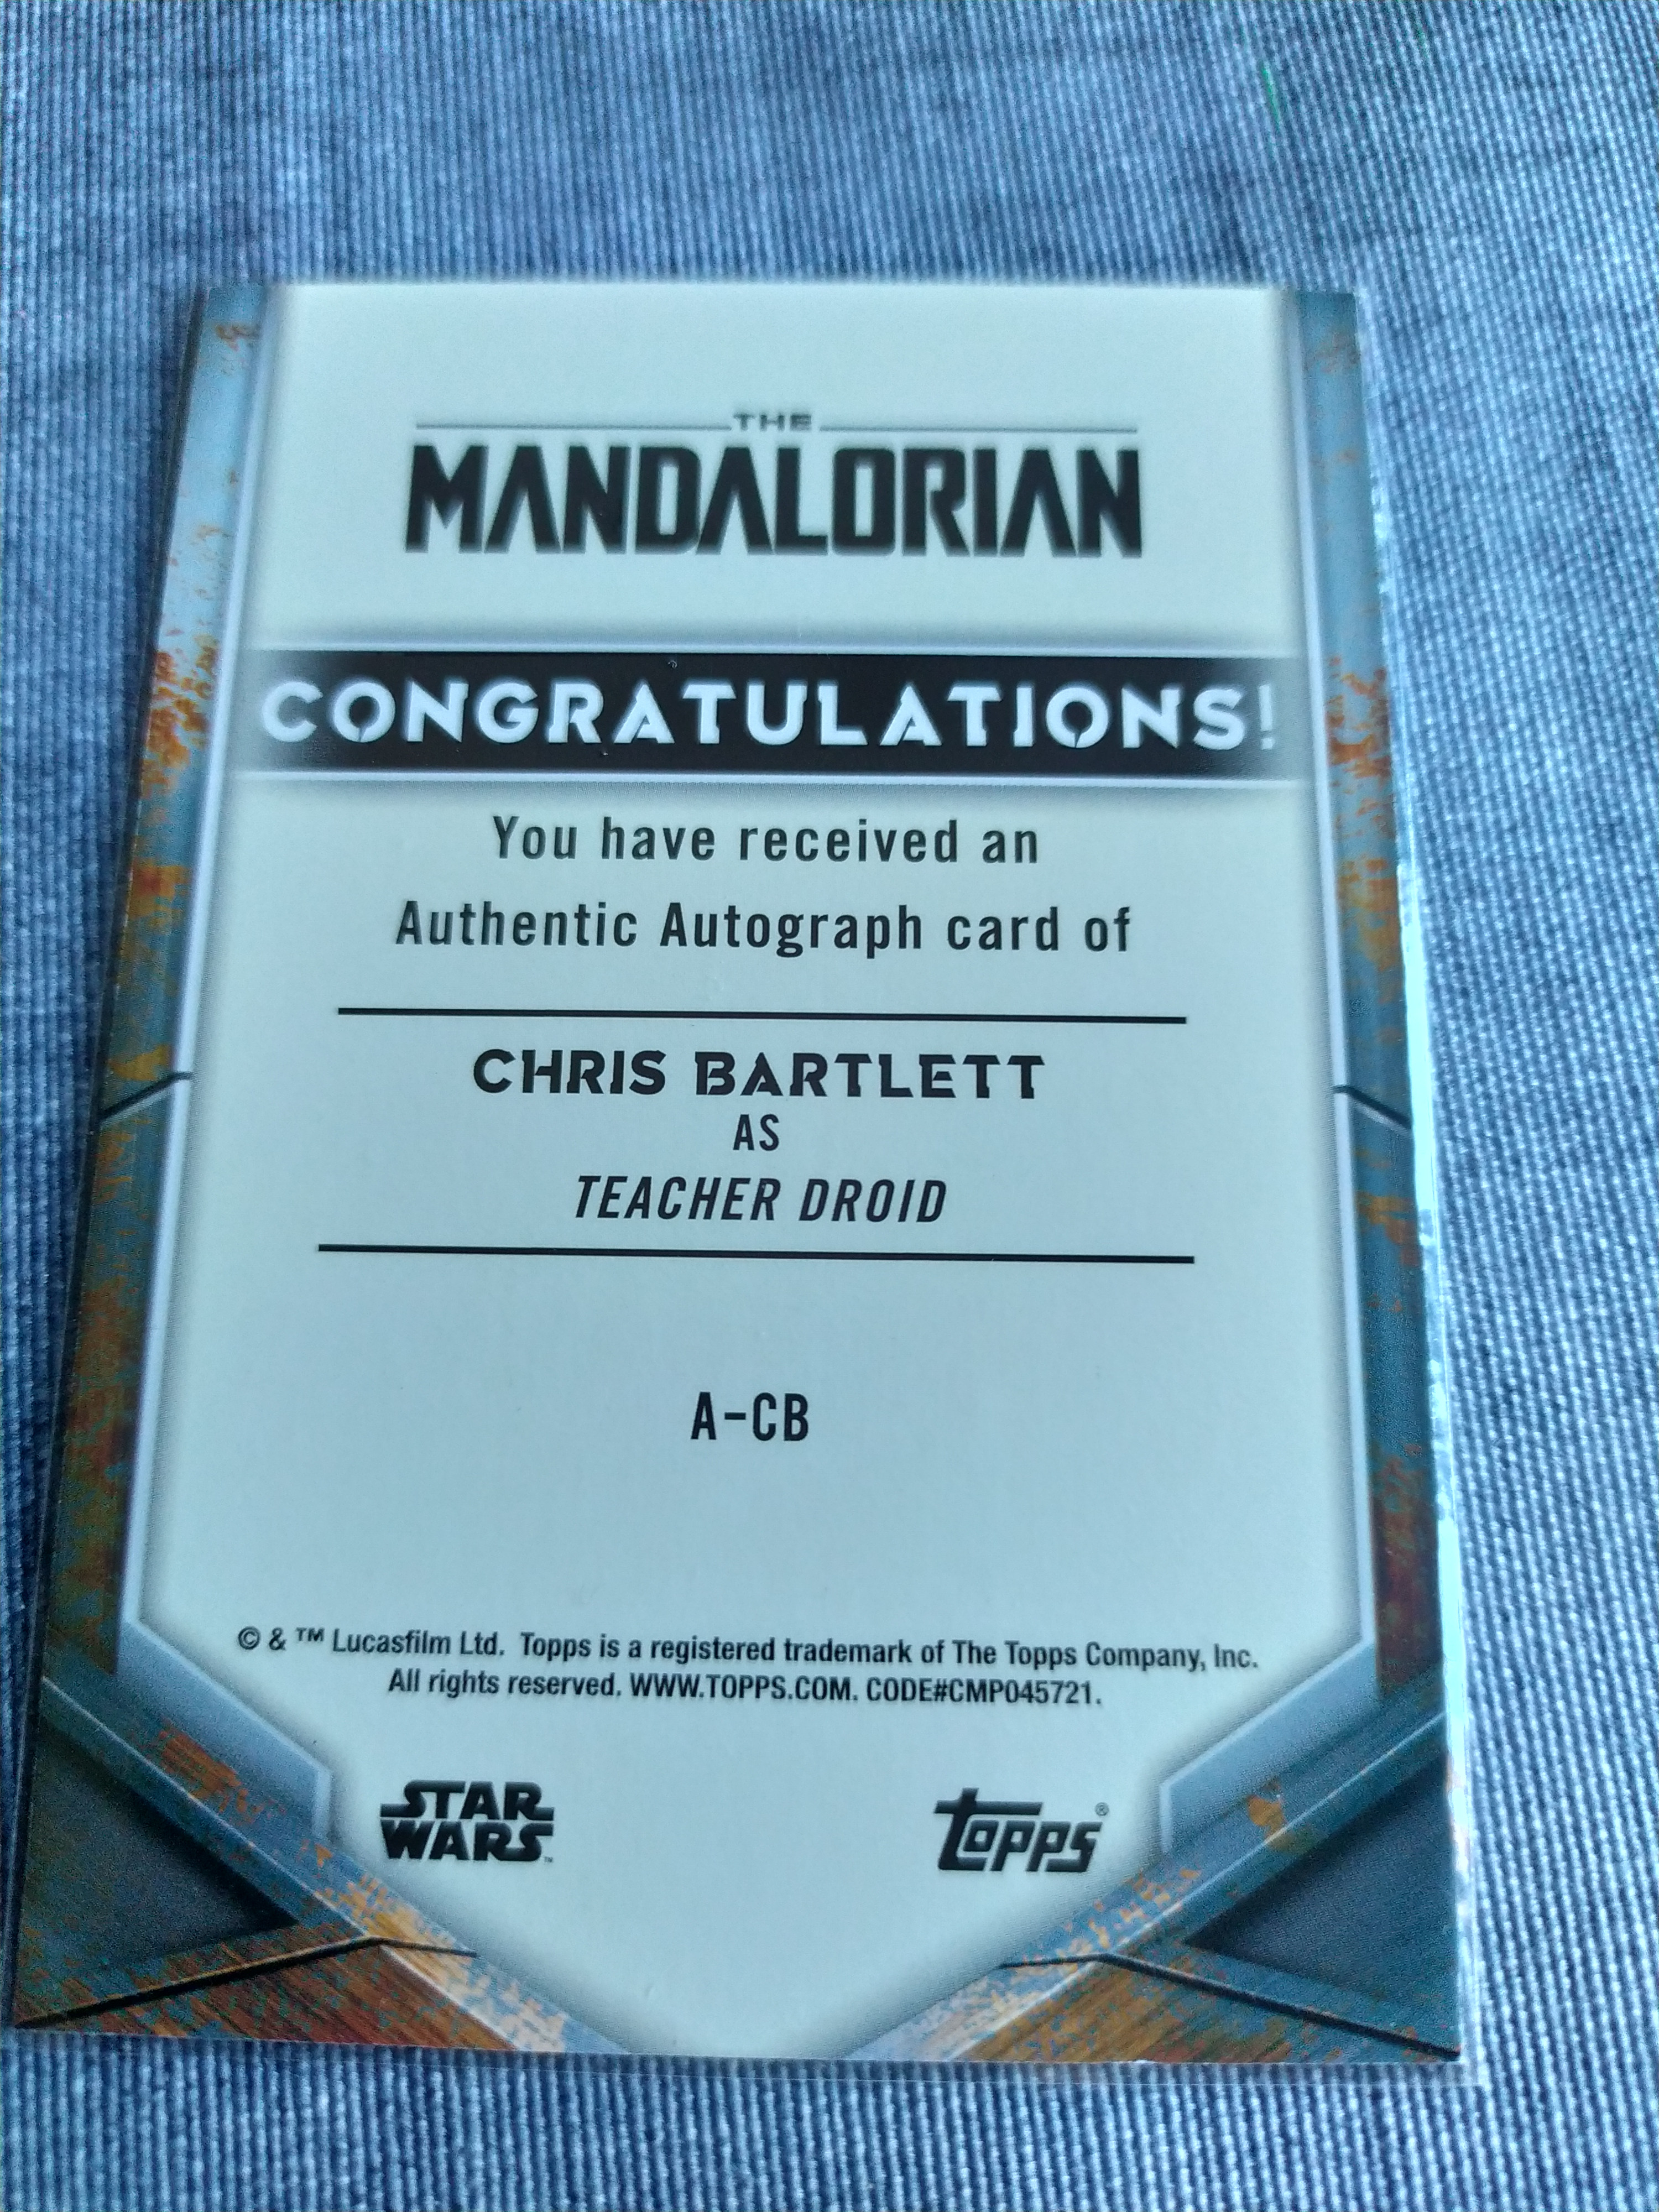 THE
MANDALORIAN
CONGRATULATIONS!
You have received an
Authentic Autograph card of
CHRIS BARTLETT
AS
TEACHER DROID
A-CB
© & ™ Lucasfilm Ltd. Topps is a registered trademark of The Topps Company, Inc.
All rights reserved. WWW.TOPPS.COM. CODE#CMP045721.
STAR
WARS™
Topps®